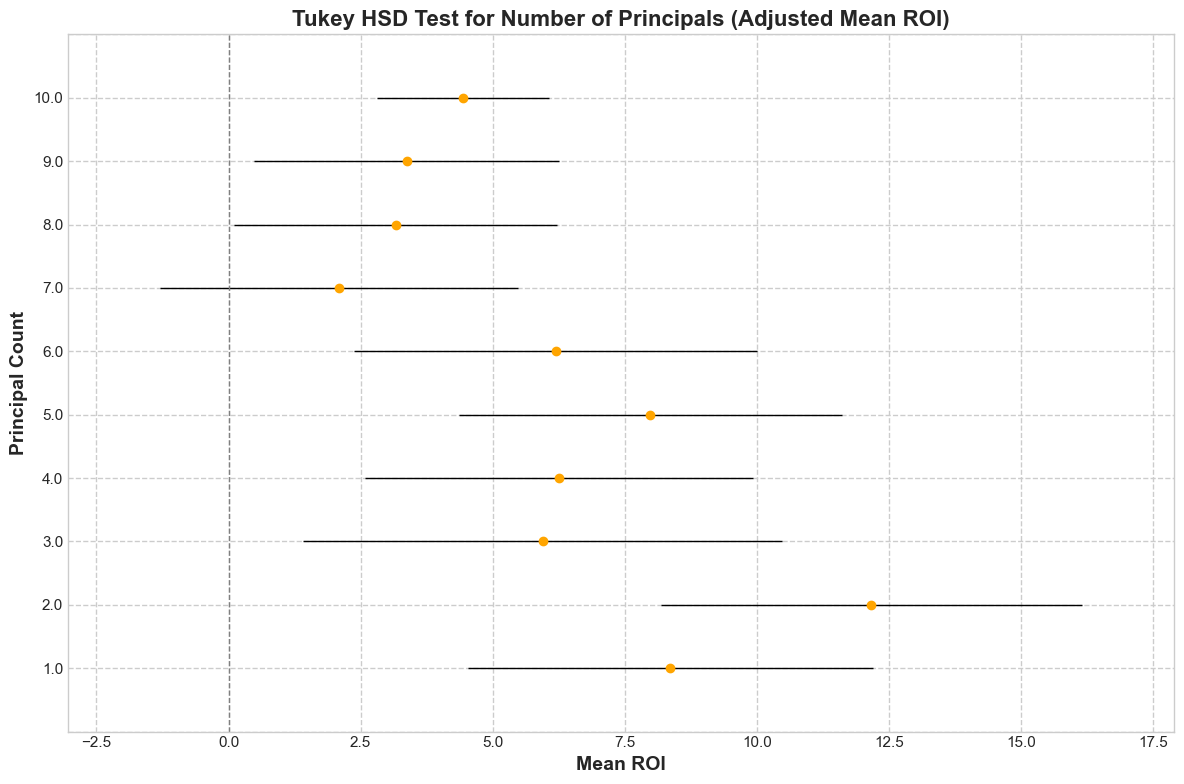 Tukey HSD Test for Number of Principals (Adjusted Mean ROI)
Principal Count
10.0
9.0
8.0
7.0
6.0
5.0
4.0
3.0
2.0
1.0
−2.5 0.0 2.5 5.0 7.5 10.0 12.5 15.0 17.5
Mean ROI